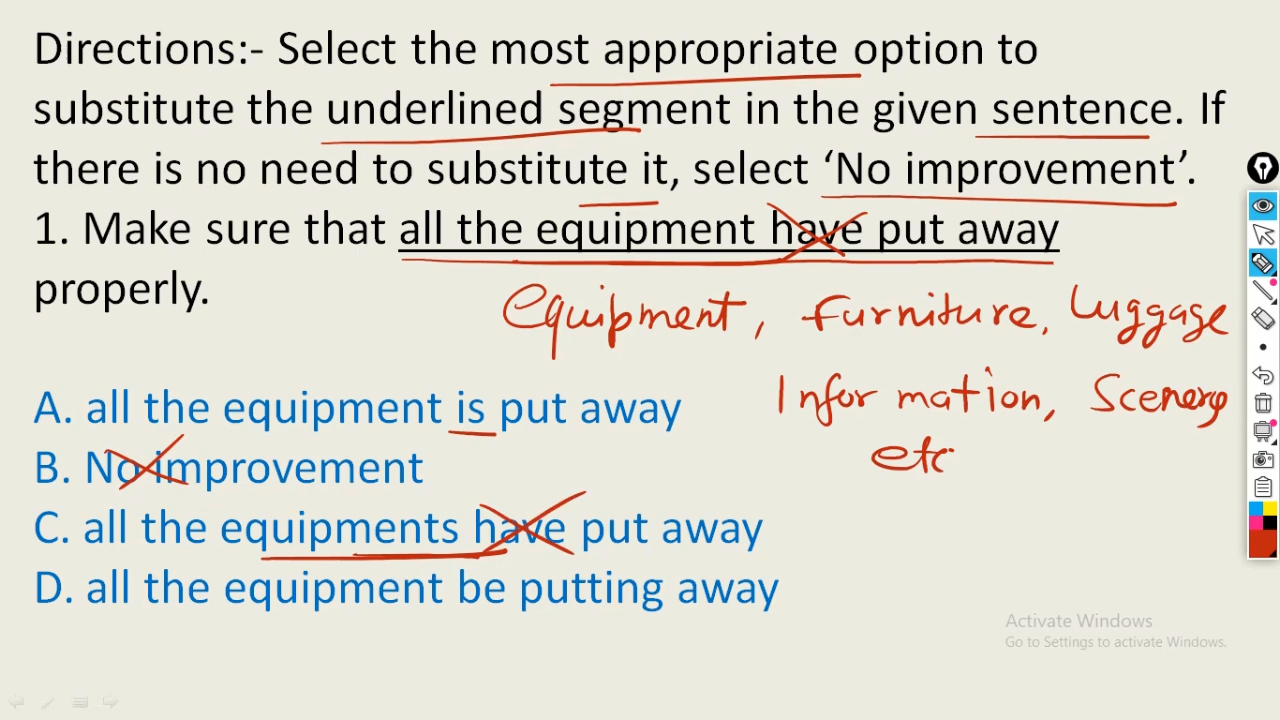 Directions:- Select the most appropriate option to
substitute the underlined segment in the given sentence. If
there is no need to substitute it, select ‘No improvement’.
1. Make sure that all the equipment have put away
properly.
Equipment, Furniture, Luggage
A. all the equipment is put away
Information, Scenery
etc
B. No improvement
C. all the equipments have put away
D. all the equipment be putting away
Activate Windows
Go to Settings to activate Windows.